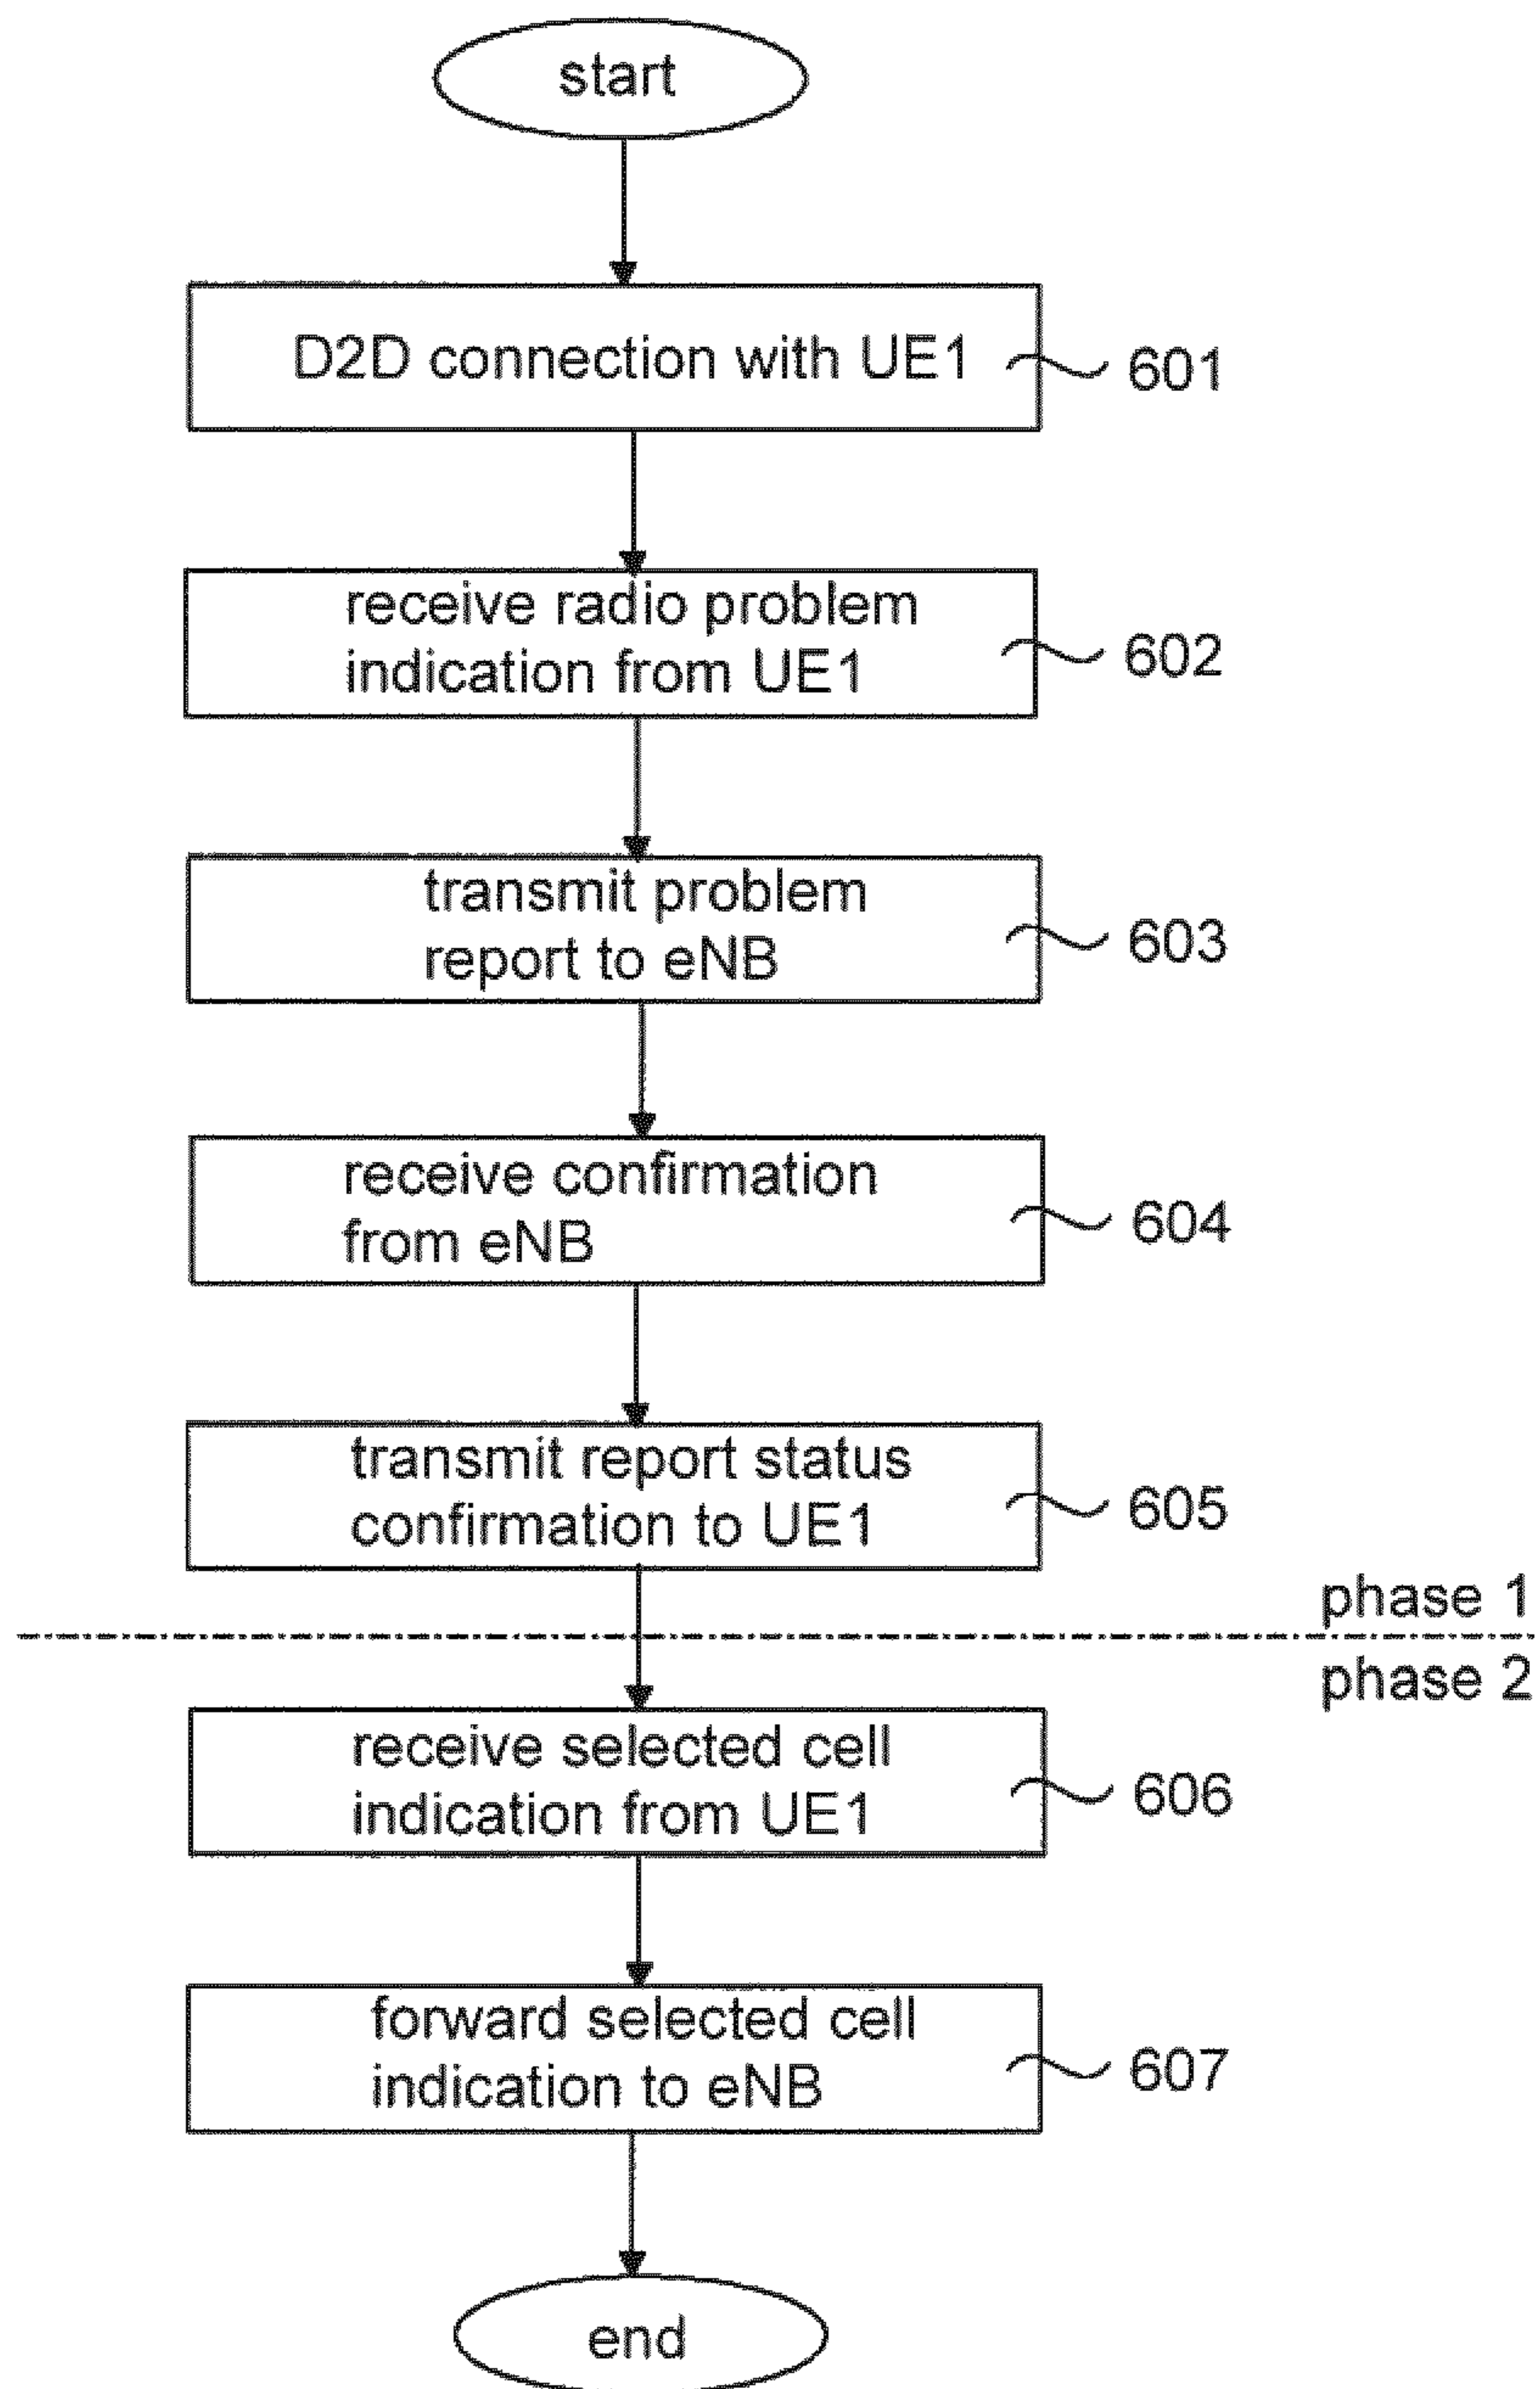 start
D2D connection with UE1
601
receive radio problem
indication from UE1
602
transmit problem
report to eNB
603
receive confirmation
from eNB
604
transmit report status
confirmation to UE1
605
phase 1
phase 2
receive selected cell
indication from UE1
606
forward selected cell
indication to eNB
607
end